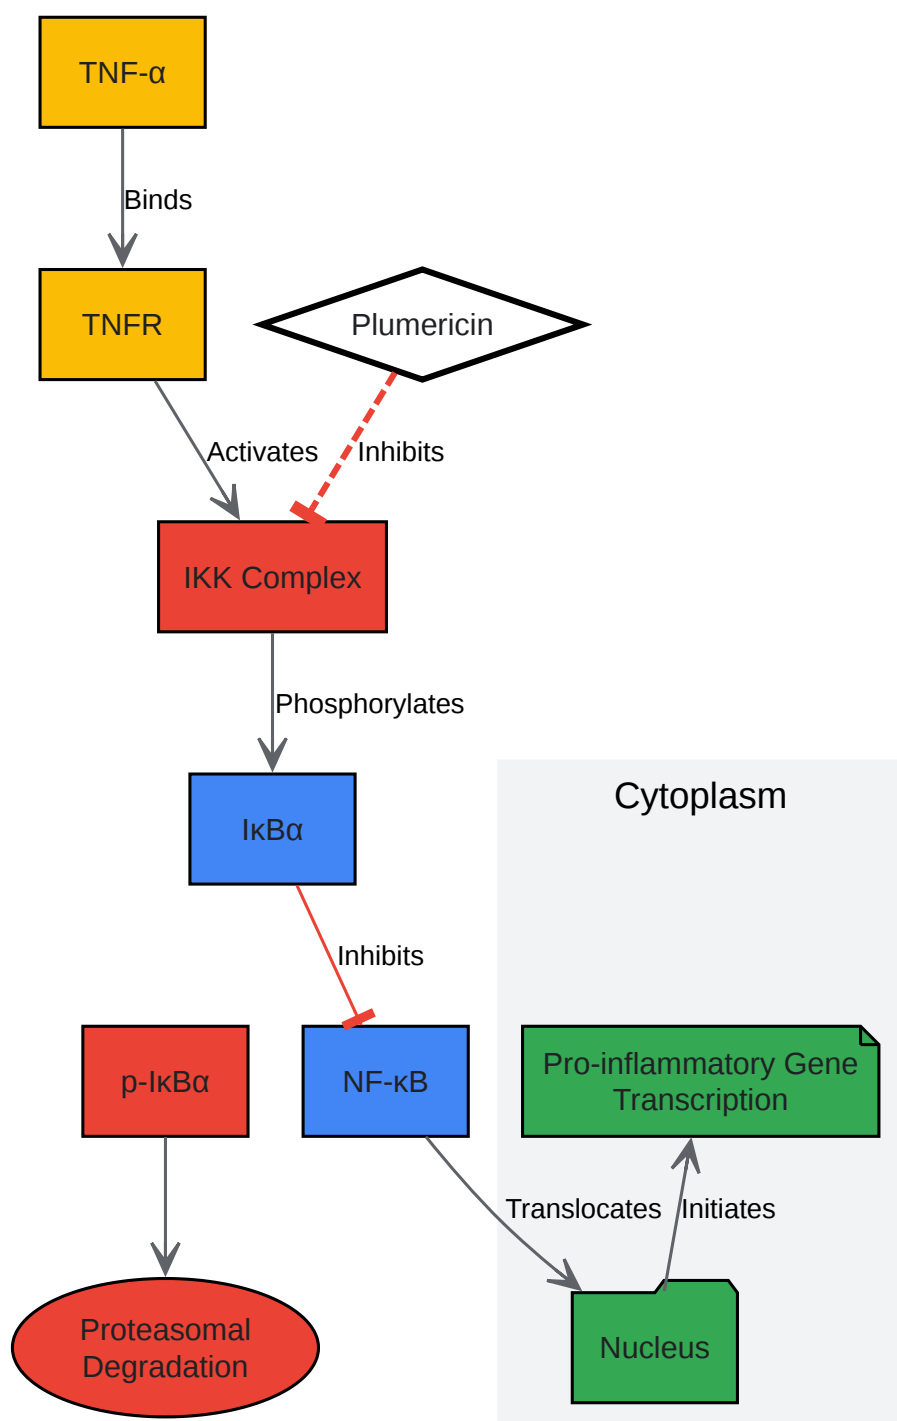 TNF-α
Binds
TNFR
Plumericin
Activates
Inhibits
IKK Complex
Phosphorylates
Cytoplasm
IκBα
Inhibits
p-IκBα
NF-κB
Pro-inflammatory Gene
Transcription
Translocates
Initiates
Proteasomal
Degradation
Nucleus